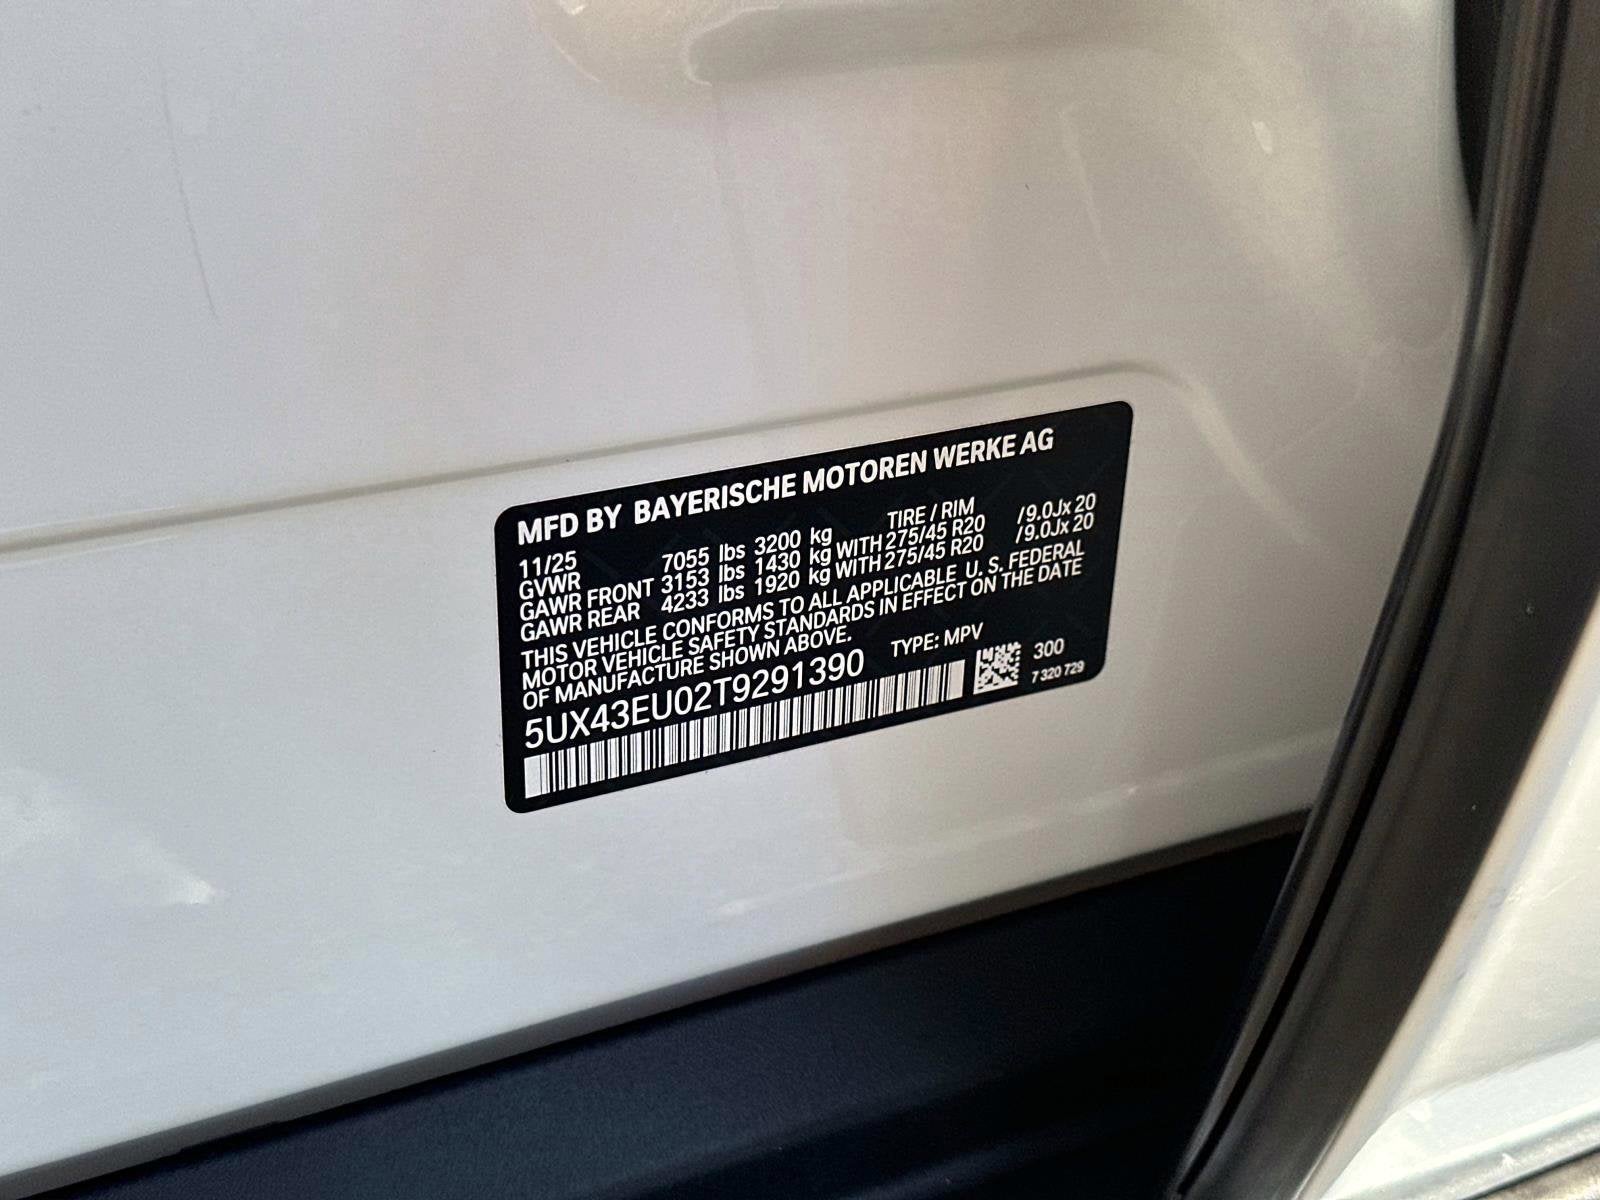 MFD BY BAYERISCHE MOTOREN WERKE AG
11/25 TIRE / RIM
GVWR 7055 lbs 3200 kg
GAWR FRONT 3153 lbs 1430 kg WITH 275/45 R20 /9.0Jx 20
GAWR REAR 4233 lbs 1920 kg WITH 275/45 R20 /9.0Jx 20
THIS VEHICLE CONFORMS TO ALL APPLICABLE U. S. FEDERAL
MOTOR VEHICLE SAFETY STANDARDS IN EFFECT ON THE DATE
OF MANUFACTURE SHOWN ABOVE.
5UX43EU02T9291390 TYPE: MPV
300
7 320 729